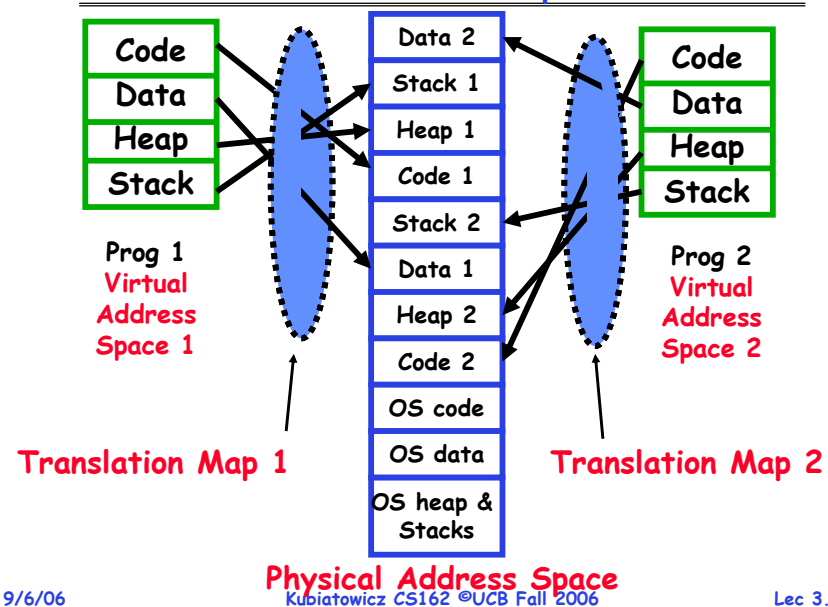 Code
Data
Heap
Stack
Prog 1
Virtual
Address
Space 1
Data 2
Stack 1
Heap 1
Code 1
Stack 2
Data 1
Heap 2
Code 2
OS code
OS data
OS heap &
Stacks
Code
Data
Heap
Stack
Prog 2
Virtual
Address
Space 2
Translation Map 1
Translation Map 2
Physical Address Space
9/6/06
Kubiatowicz CS162 ©UCB Fall 2006
Lec 3.